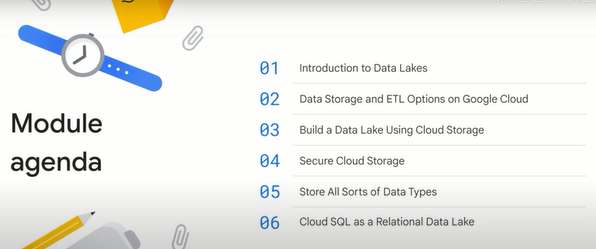 Module
agenda
01 Introduction to Data Lakes
02 Data Storage and ETL Options on Google Cloud
03 Build a Data Lake Using Cloud Storage
04 Secure Cloud Storage
05 Store All Sorts of Data Types
06 Cloud SQL as a Relational Data Lake